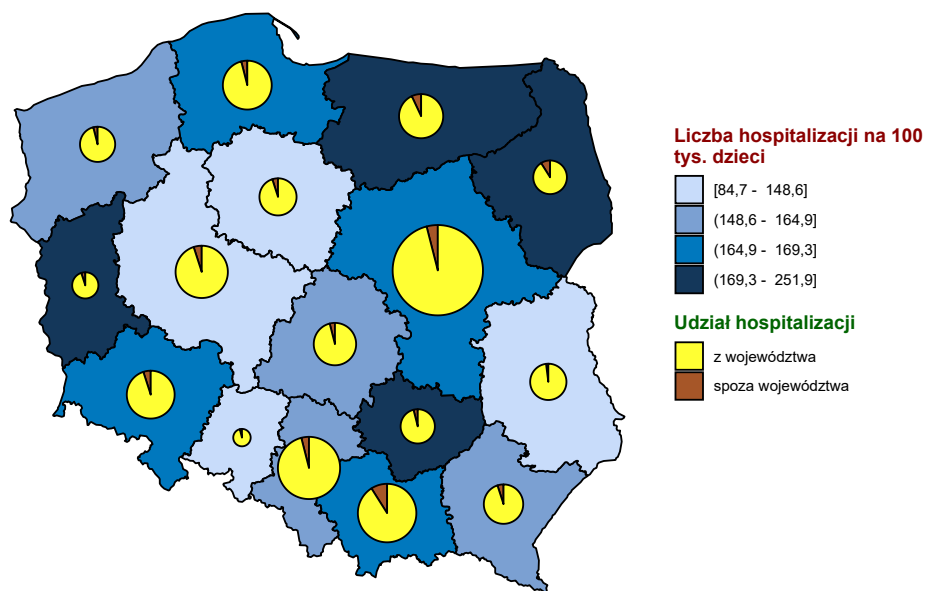 Liczba hospitalizacji na 100
tys. dzieci
[84,7 - 148,6]
(148,6 - 164,9]
(164,9 - 169,3]
(169,3 - 251,9]
Udział hospitalizacji
z województwa
spoza województwa